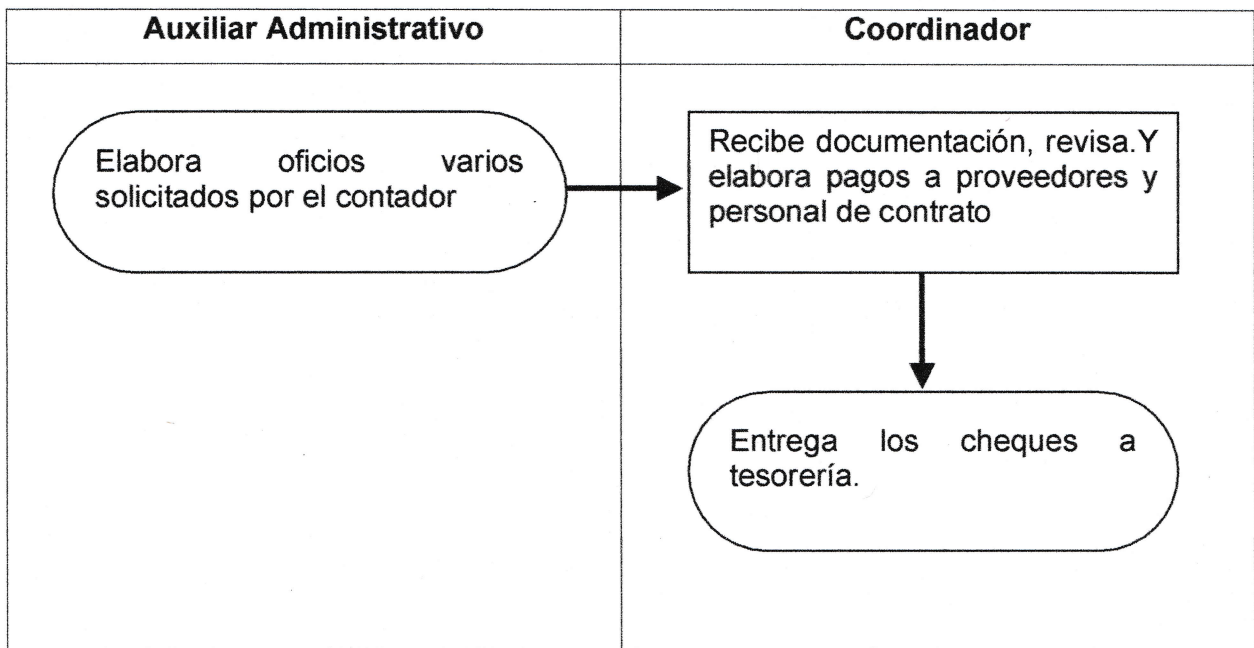 Auxiliar Administrativo
Coordinador
Elabora oficios varios
solicitados por el contador
Recibe documentación, revisa.Y
elabora pagos a proveedores y
personal de contrato
Entrega los cheques a
tesorería.